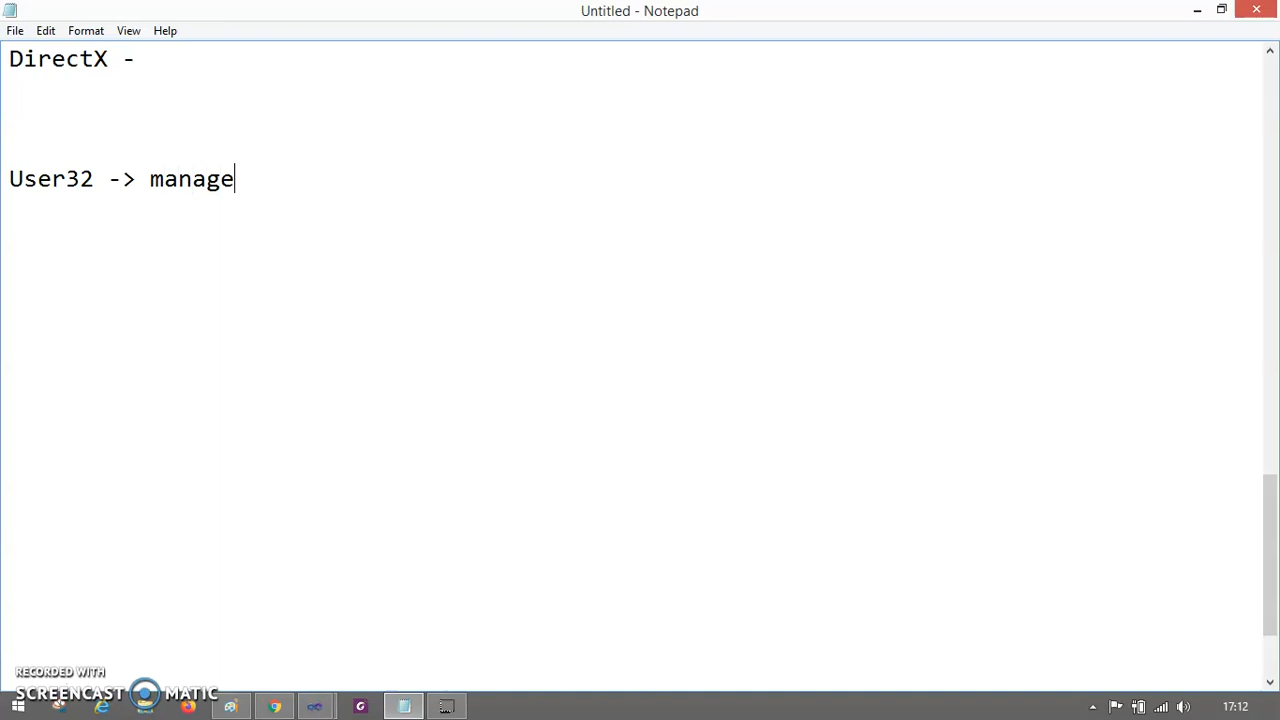 Untitled - Notepad
File Edit Format View Help
DirectX -
User32 -> manage
RECORDED WITH
SCREENCAST MATIC
17:12